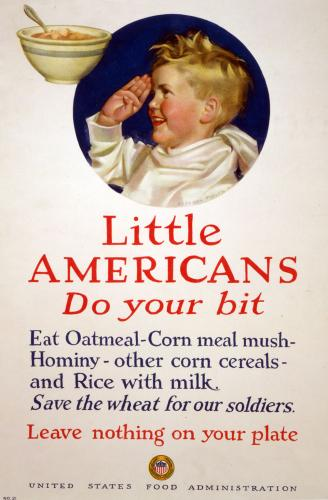 Little
AMERICANS
Do your bit
Eat Oatmeal-Corn meal mush-
Hominy - other corn cereals -
and Rice with milk.
Save the wheat for our soldiers.
Leave nothing on your plate
UNITED STATES FOOD ADMINISTRATION